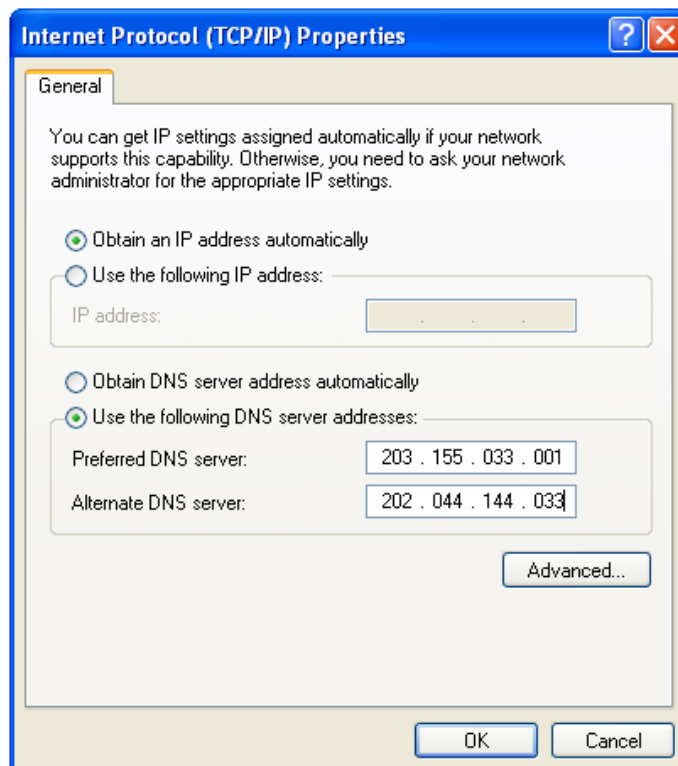 Internet Protocol (TCP/IP) Properties
General
You can get IP settings assigned automatically if your network
supports this capability. Otherwise, you need to ask your network
administrator for the appropriate IP settings.
Obtain an IP address automatically
Use the following IP address:
IP address: . . .
Obtain DNS server address automatically
Use the following DNS server addresses:
Preferred DNS server: 203 . 155 . 033 . 001
Alternate DNS server: 202 . 044 . 144 . 033
Advanced...
OK Cancel